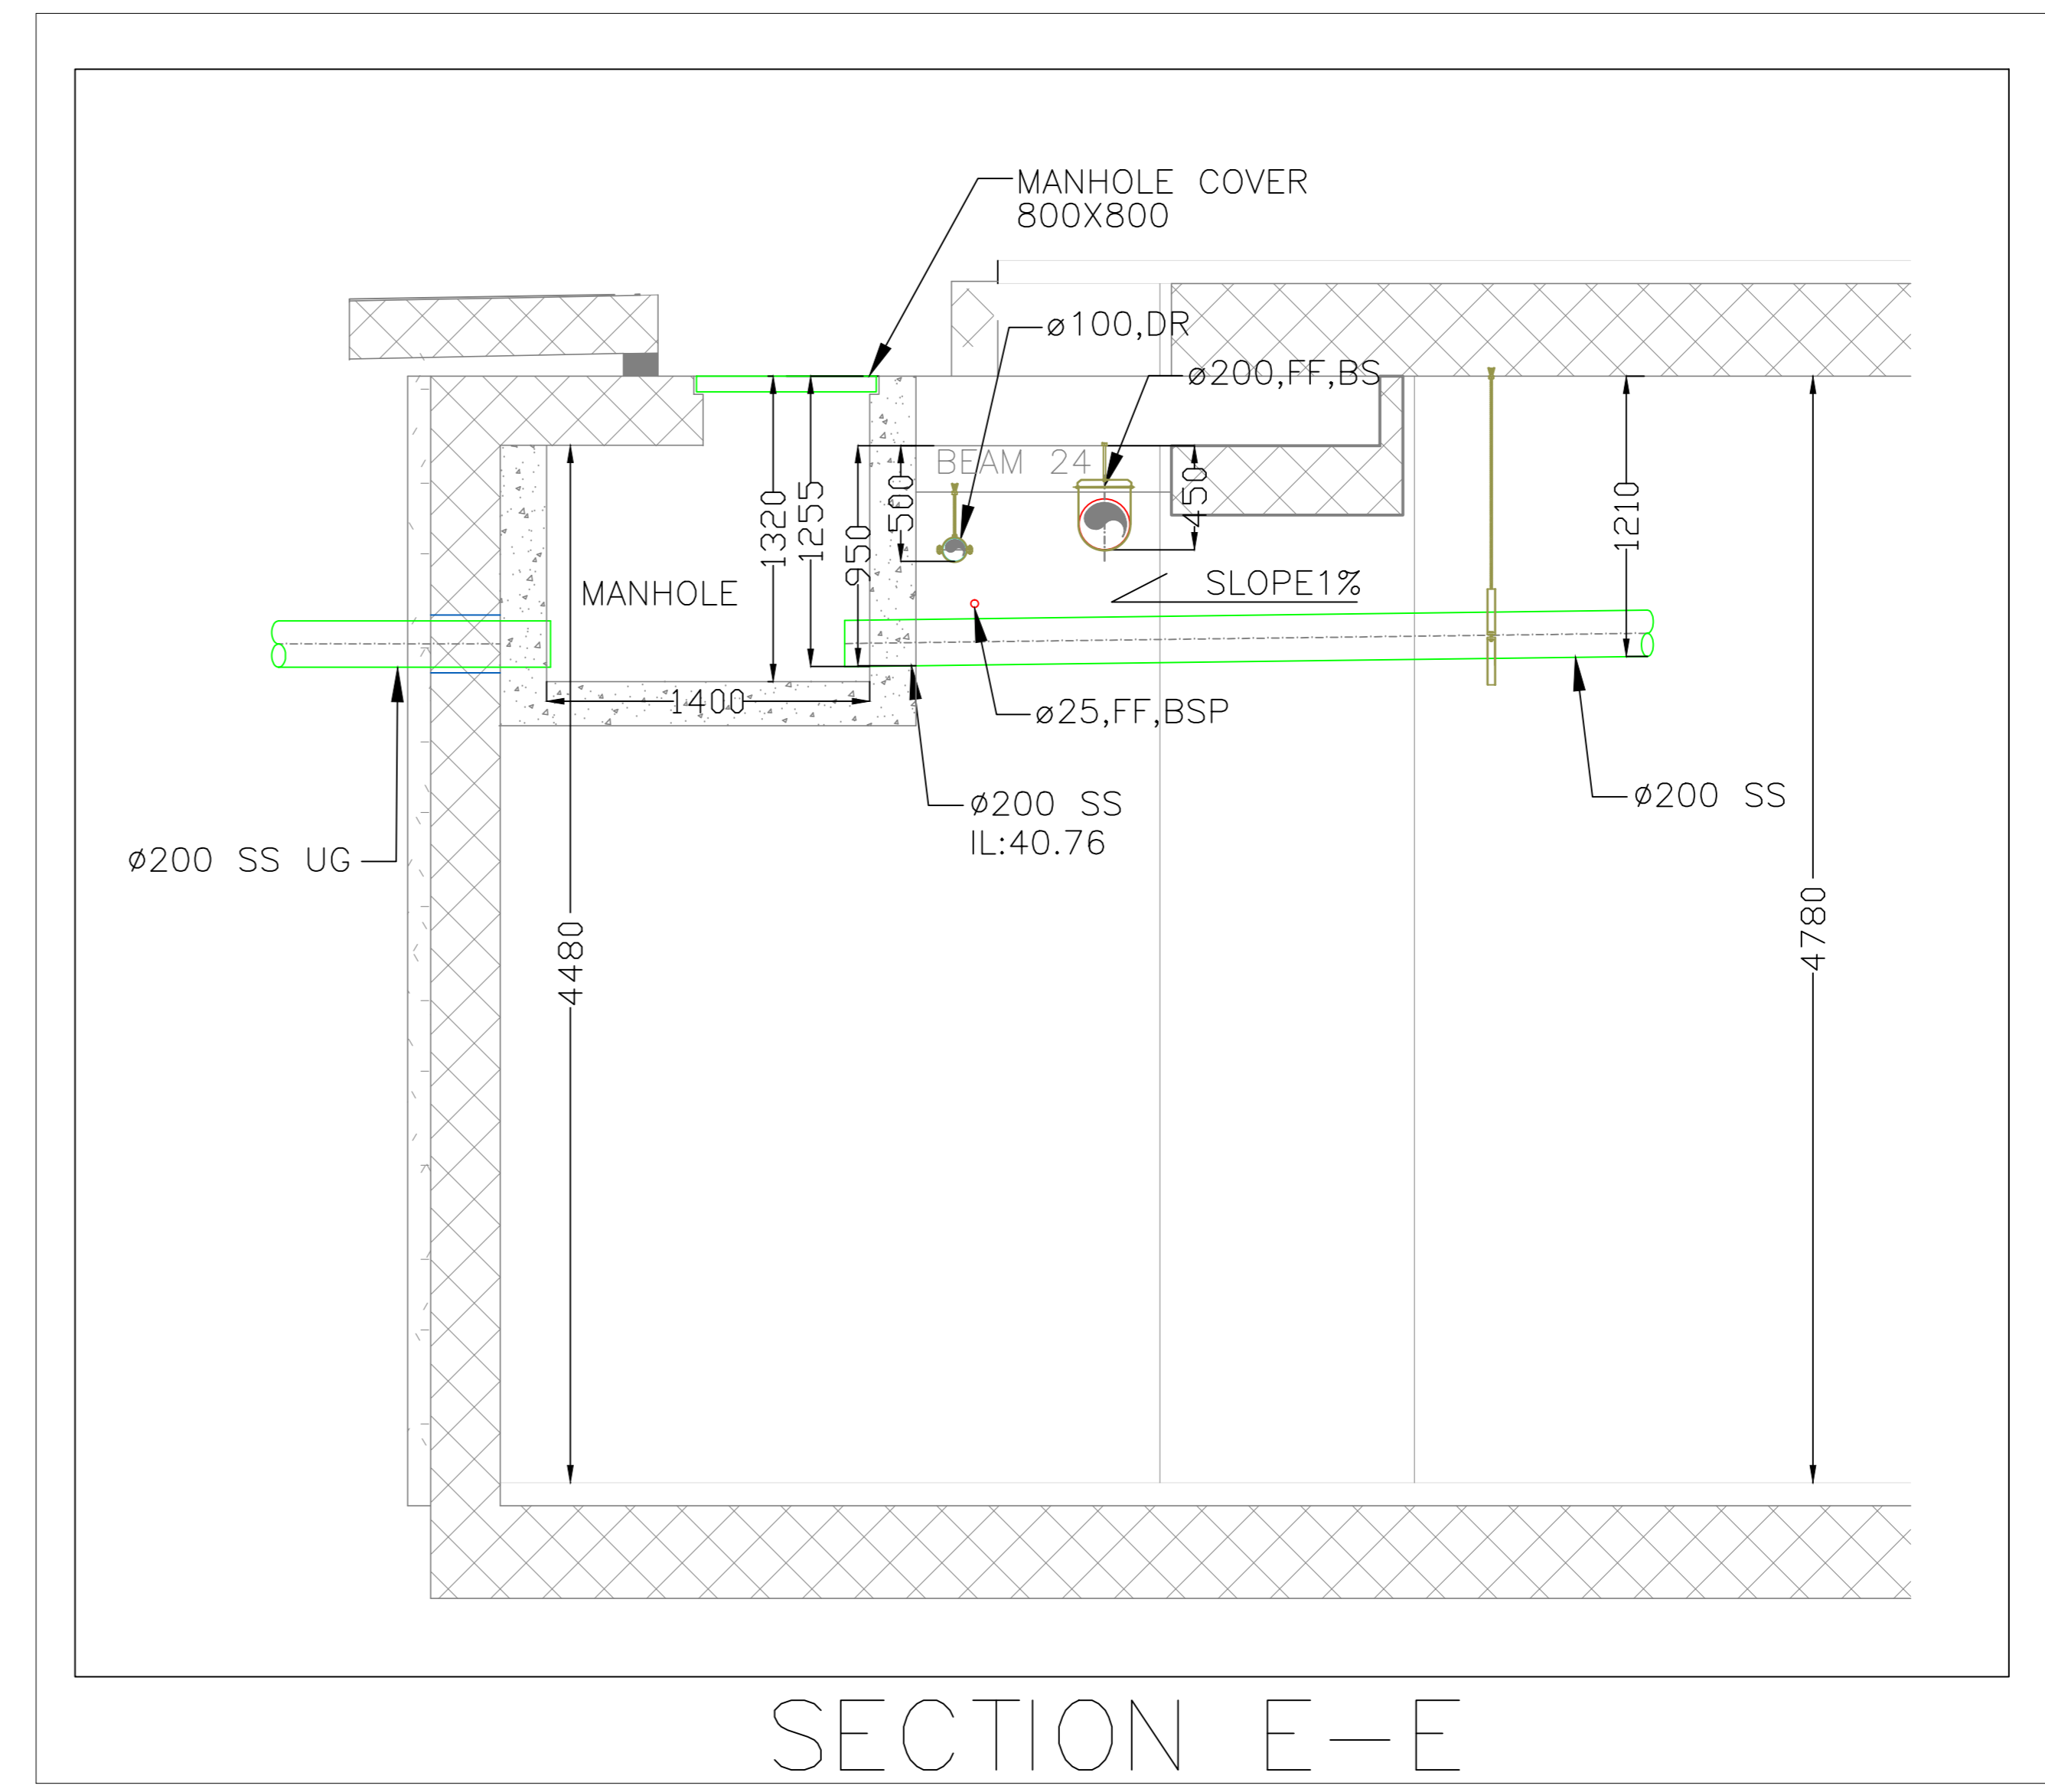 MANHOLE COVER
800X800
ø100,DR
ø200,FF,BS
BEAM 24
1320
1255
950
500
450
1210
MANHOLE
SLOPE1%
1400
ø25,FF,BSP
ø200 SS
IL:40.76
ø200 SS
ø200 SS UG
4480
4780
SECTION E-E